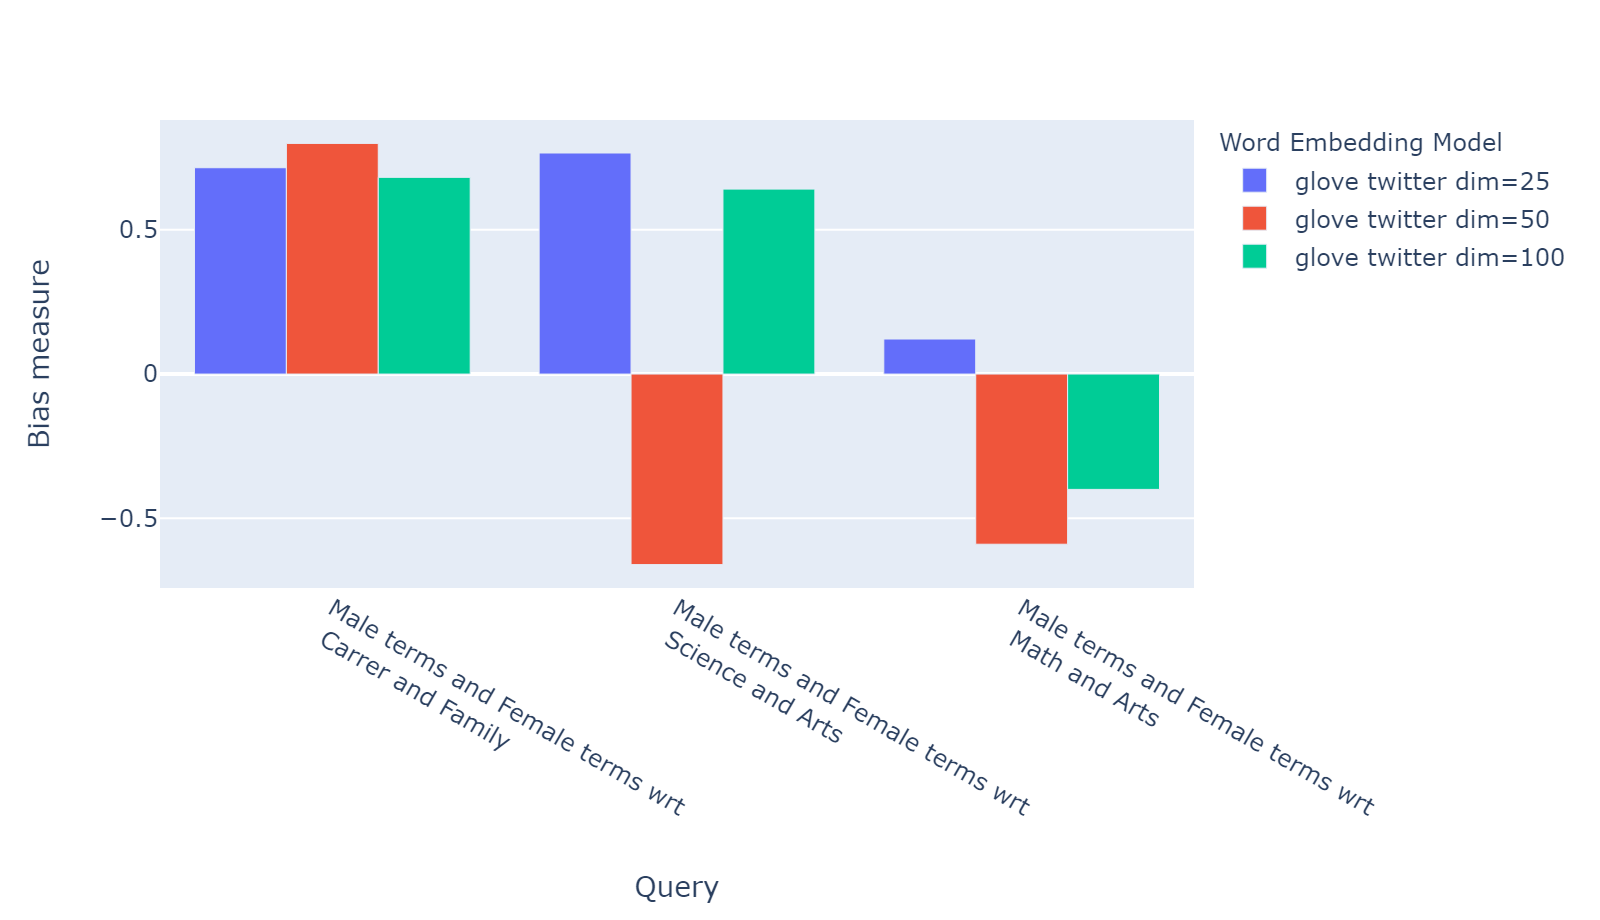 Word Embedding Model
glove twitter dim=25
glove twitter dim=50
glove twitter dim=100
Bias measure
0.5
0
−0.5
Male terms and Female terms wrt
Carrer and Family
Male terms and Female terms wrt
Science and Arts
Male terms and Female terms wrt
Math and Arts
Query